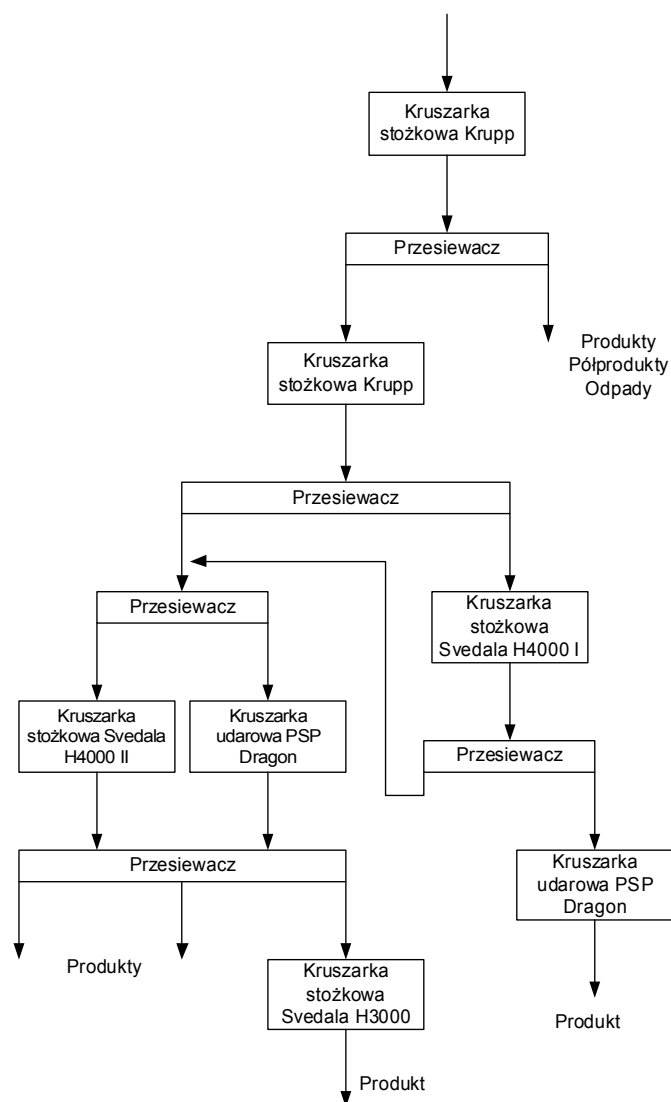 Kruszarka
stożkowa Krupp
Przesiewacz
Produkty
Półprodukty
Odpady
Kruszarka
stożkowa Krupp
Przesiewacz
Przesiewacz
Kruszarka
stożkowa
Svedala H4000 I
Kruszarka
stożkowa Svedala
H4000 II
Kruszarka
udarowa PSP
Dragon
Przesiewacz
Przesiewacz
Kruszarka
udarowa PSP
Dragon
Produkty
Kruszarka
stożkowa
Svedala H3000
Produkt
Produkt